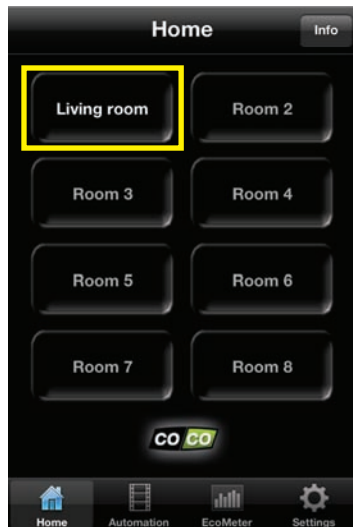 Home Info
Living room Room 2
Room 3 Room 4
Room 5 Room 6
Room 7 Room 8
co co
Home Automation EcoMeter Settings